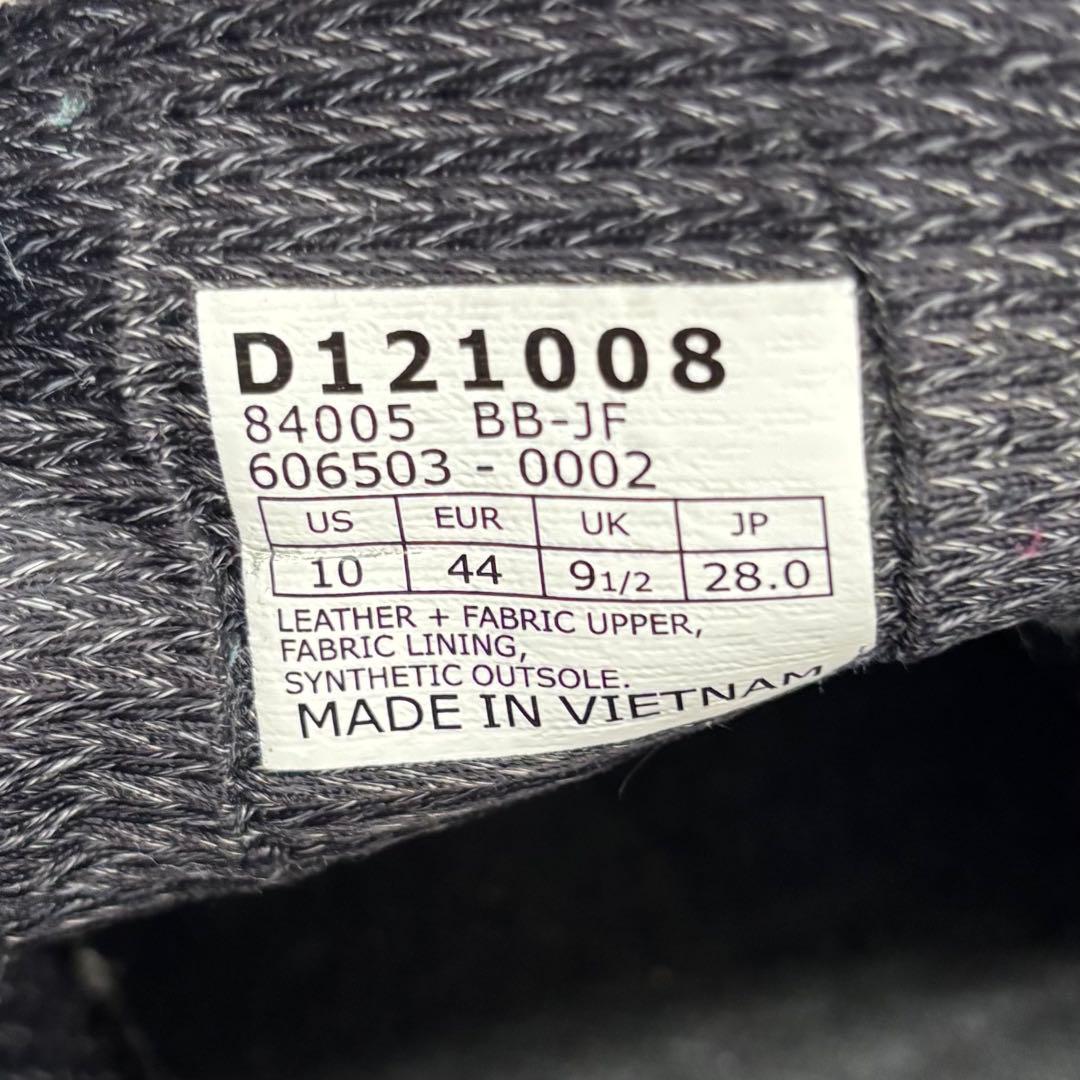 D121008
84005 BB-JF
606503 - 0002
US EUR UK JP
10 44 9 1/2 28.0
LEATHER + FABRIC UPPER,
FABRIC LINING,
SYNTHETIC OUTSOLE.
MADE IN VIETNAM